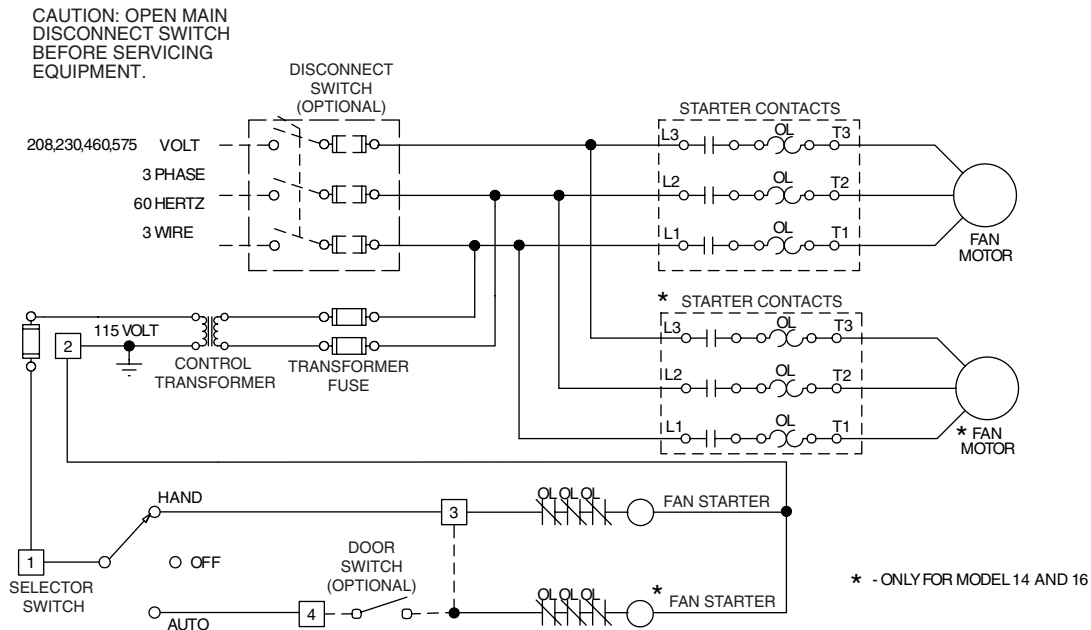 CAUTION: OPEN MAIN
DISCONNECT SWITCH
BEFORE SERVICING
EQUIPMENT.
DISCONNECT
SWITCH
(OPTIONAL)
STARTER CONTACTS
208,230,460,575 VOLT
3 PHASE
60 HERTZ
3 WIRE
L3 OL T3
L2 OL T2
L1 OL T1
FAN
MOTOR
* STARTER CONTACTS
L3 OL T3
L2 OL T2
L1 OL T1
* FAN
MOTOR
115 VOLT
2
CONTROL
TRANSFORMER
TRANSFORMER
FUSE
HAND
3
OL OL OL
FAN STARTER
1
SELECTOR
SWITCH
OFF
DOOR
SWITCH
(OPTIONAL)
AUTO
4
OL OL OL
* FAN STARTER
* - ONLY FOR MODEL 14 AND 16